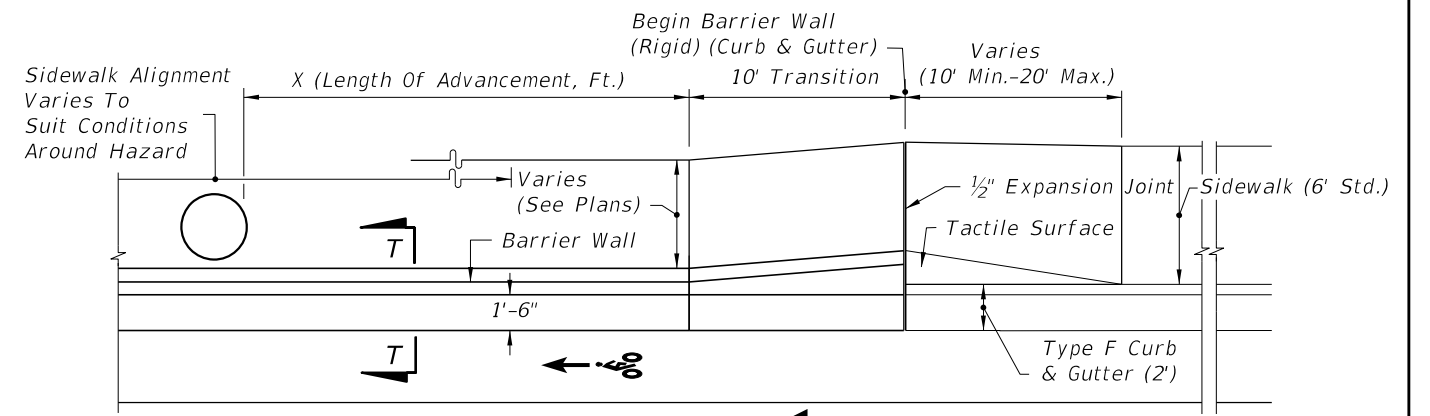 Begin Barrier Wall
(Rigid) (Curb & Gutter)
Varies
(10' Min.-20' Max.)
Sidewalk Alignment
Varies To
Suit Conditions
Around Hazard
X (Length Of Advancement, Ft.)
10' Transition
Varies
(See Plans)
½" Expansion Joint
Sidewalk (6' Std.)
Tactile Surface
T
Barrier Wall
1'-6"
T
Type F Curb
& Gutter (2')